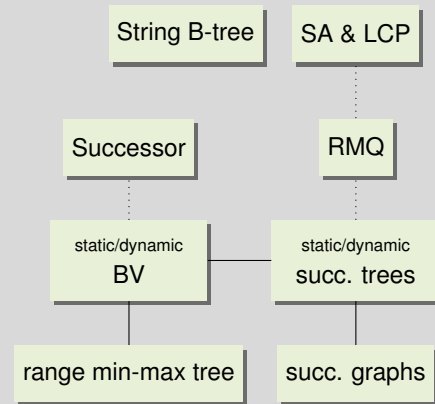 String B-tree
SA & LCP
Successor
RMQ
static/dynamic
BV
static/dynamic
succ. trees
range min-max tree
succ. graphs